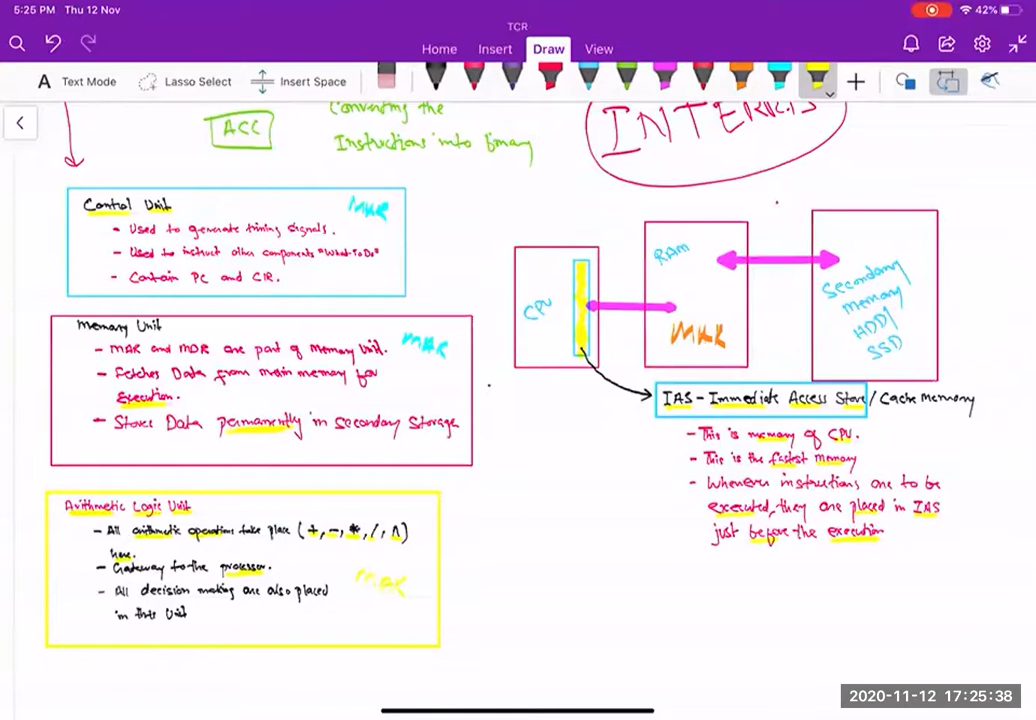 5:25 PM Thu 12 Nov
42%
TCR
Home Insert Draw View
A Text Mode Lasso Select Insert Space
ACC
Converting the
Instructions into binary
Control Unit
- Used to generate timing signals.
- Used to instruct other components "What To Do"
- Contain PC and CIR.
MAR
Memory Unit
- MAR and MDR are part of Memory Unit.
- Fetches Data from main memory for
Execution.
- Stores Data permanently in Secondary Storage
MAR
Arithmetic Logic Unit
- All arithmetic operations take place (+, -, *, /, ^)
here.
- Gateway to the processor.
- All decision making are also placed
in this Unit
MAR
CPU
RAM
MAR
Secondary
memory
HDD/
SSD
IAS - Immediate Access Store / Cache Memory
- This is memory of CPU.
- This is the fastest memory
- Whenever instructions are to be
executed, they are placed in IAS
just before the execution
2020-11-12 17:25:38